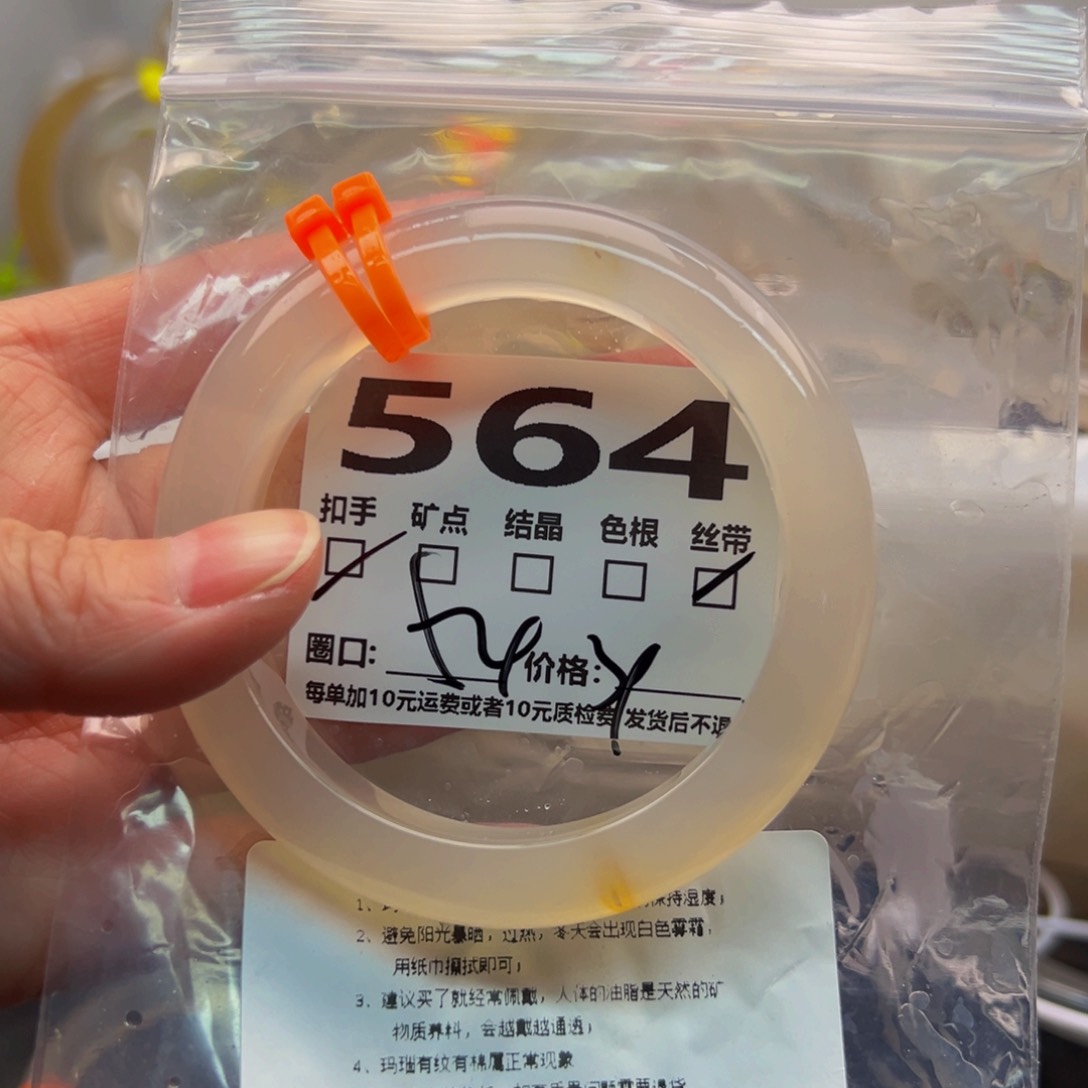 564
扣手 矿点 结晶 色根 丝带
圈口: 价格:
每单加10元运费或者10元质检费 发货后不退
1、 保持湿度;
2、避免阳光暴晒,过热,冬天会出现白色雾霜,
用纸巾擦拭即可;
3、建议买了就经常佩戴,人体的油脂是天然的矿
物质养料,会越戴越通透;
4、玛瑙有纹有棉属正常现象